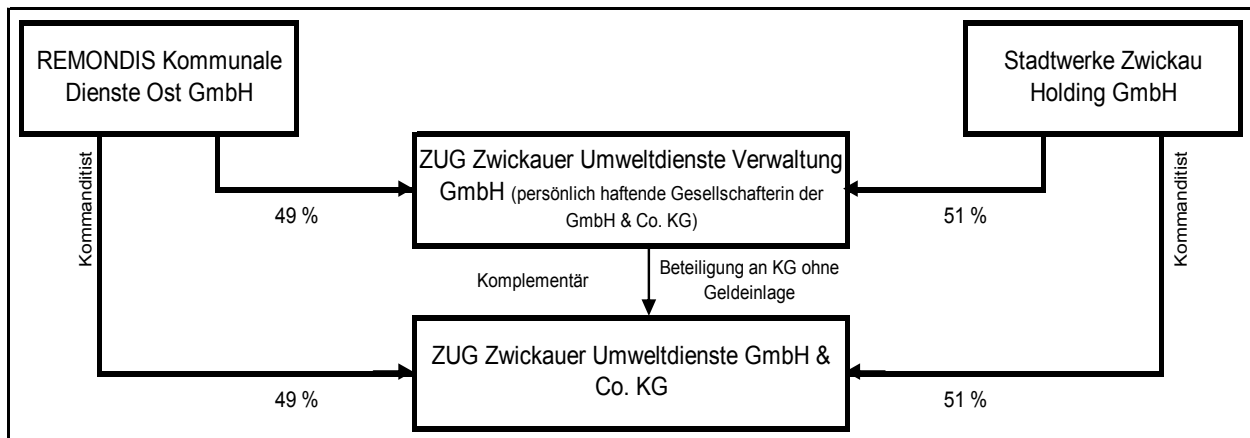 REMONDIS Kommunale
Dienste Ost GmbH
Stadtwerke Zwickau
Holding GmbH
Kommanditist
ZUG Zwickauer Umweltdienste Verwaltung
GmbH (persönlich haftende Gesellschafterin der
GmbH & Co. KG)
Kommanditist
49 %
51 %
Komplementär
Beteiligung an KG ohne
Geldeinlage
ZUG Zwickauer Umweltdienste GmbH &
Co. KG
49 %
51 %